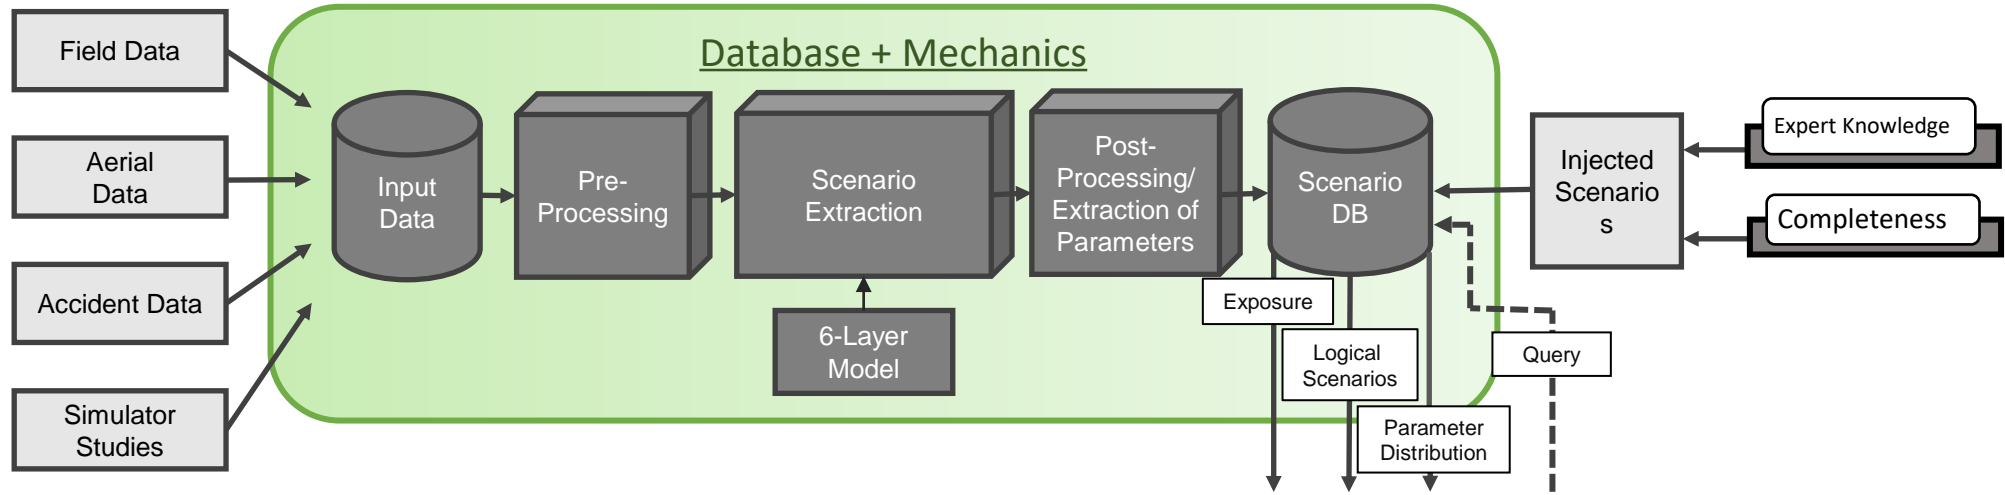 Database + Mechanics
Field Data
Aerial
Data
Accident Data
Simulator
Studies
Input
Data
Pre-
Processing
Scenario
Extraction
6-Layer
Model
Post-
Processing/
Extraction of
Parameters
Scenario
DB
Exposure
Logical
Scenarios
Parameter
Distribution
Query
Injected
Scenario
s
Expert Knowledge
Completeness